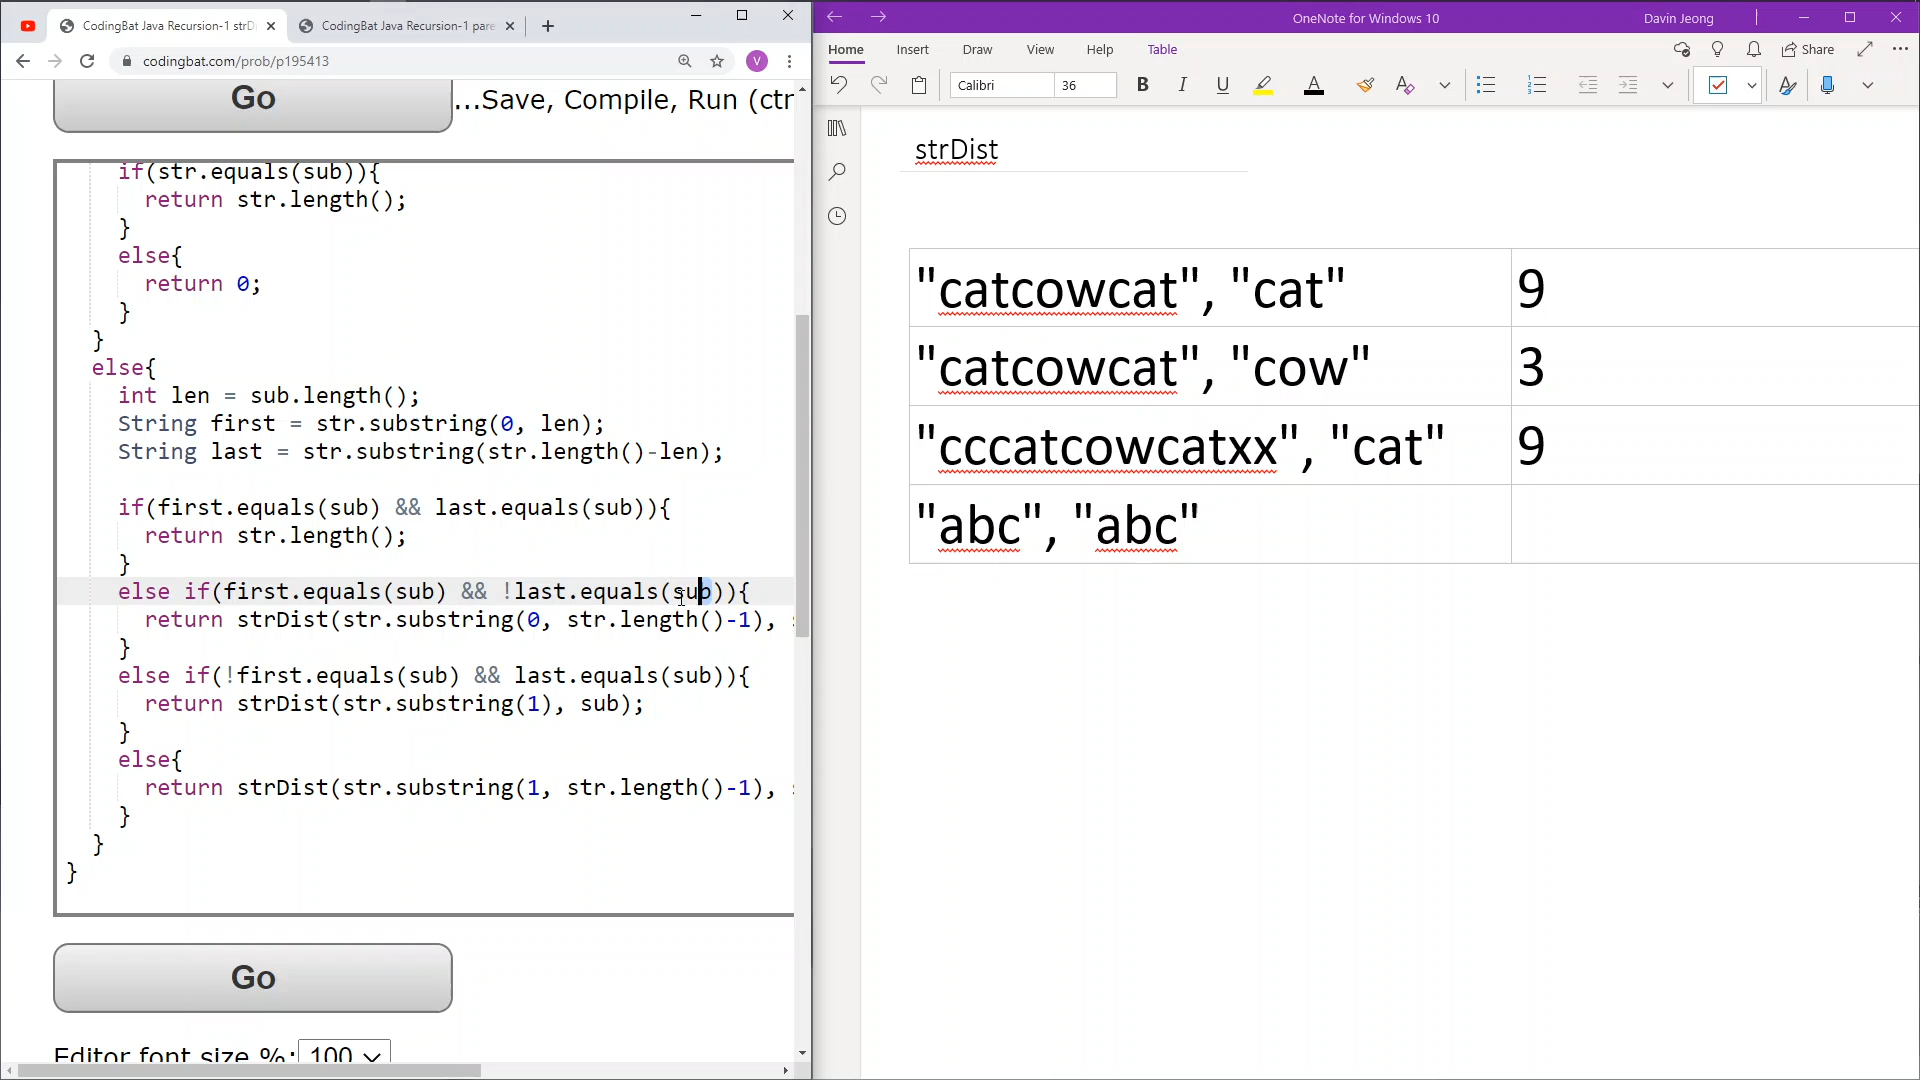 CodingBat Java Recursion-1 strDi
CodingBat Java Recursion-1 pare
codingbat.com/prob/p195413
V
Go
...Save, Compile, Run (ctr
if(str.equals(sub)){
return str.length();
}
else{
return 0;
}
}
else{
int len = sub.length();
String first = str.substring(0, len);
String last = str.substring(str.length()-len);
if(first.equals(sub) && last.equals(sub)){
return str.length();
}
else if(first.equals(sub) && !last.equals(sub)){
return strDist(str.substring(0, str.length()-1),
}
else if(!first.equals(sub) && last.equals(sub)){
return strDist(str.substring(1), sub);
}
else{
return strDist(str.substring(1, str.length()-1),
}
}
}
Go
Editor font size %: 100
OneNote for Windows 10
Davin Jeong
Home Insert Draw View Help Table
Share
Calibri 36 B I U A
strDist
"catcowcat", "cat" 9
"catcowcat", "cow" 3
"cccatcowcatxx", "cat" 9
"abc", "abc"